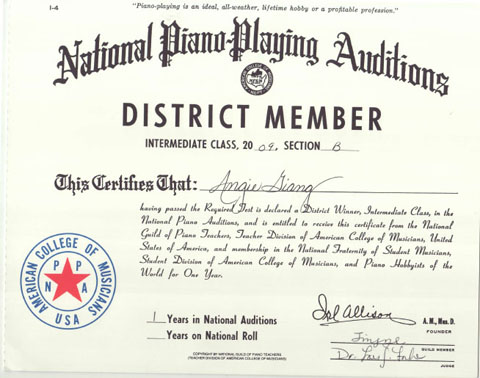 I-4
"Piano-playing is an ideal, all-weather, lifetime hobby or a profitable profession."
National Piano-Playing Auditions
DISTRICT MEMBER
INTERMEDIATE CLASS, 20 09, SECTION B
This Certifies That: Angie Giang
having passed the Required Test is declared a District Winner, Intermediate Class, in the
National Piano Auditions, and is entitled to receive this certificate from the National
Guild of Piano Teachers, Teacher Division of American College of Musicians, United
States of America, and membership in the National Fraternity of Student Musicians,
Student Division of American College of Musicians, and Piano Hobbyists of the
World for One Year.
AMERICAN COLLEGE OF MUSICIANS
P P
N A
USA
1 Years in National Auditions
Years on National Roll
Irl Allison A. M., Mus. D.
FOUNDER
GUILD MEMBER
Dr.
JUDGE
COPYRIGHT BY NATIONAL GUILD OF PIANO TEACHERS
(TEACHER DIVISION OF AMERICAN COLLEGE OF MUSICIANS)